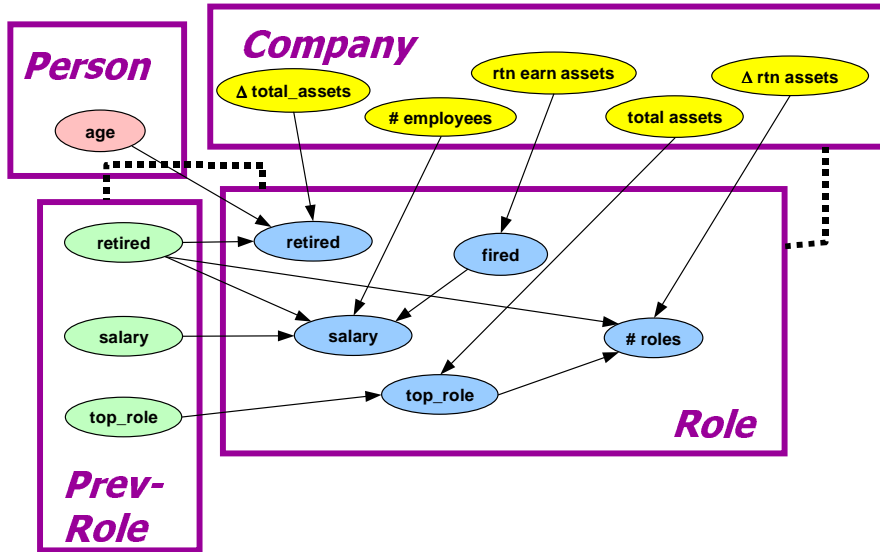 Person
Company
Δ total_assets
# employees
rtn earn assets
total assets
Δ rtn assets
age
retired
salary
top_role
Prev-
Role
retired
fired
salary
# roles
top_role
Role